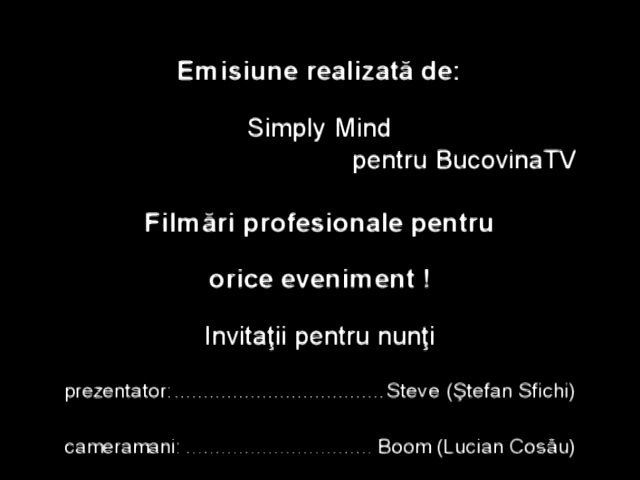 Emisiune realizată de:
Simply Mind
pentru BucovinaTV
Filmări profesionale pentru
orice eveniment !
Invitaţii pentru nunţi
prezentator:....................................Steve (Ştefan Sfichi)
cameramani: ................................ Boom (Lucian Cosău)